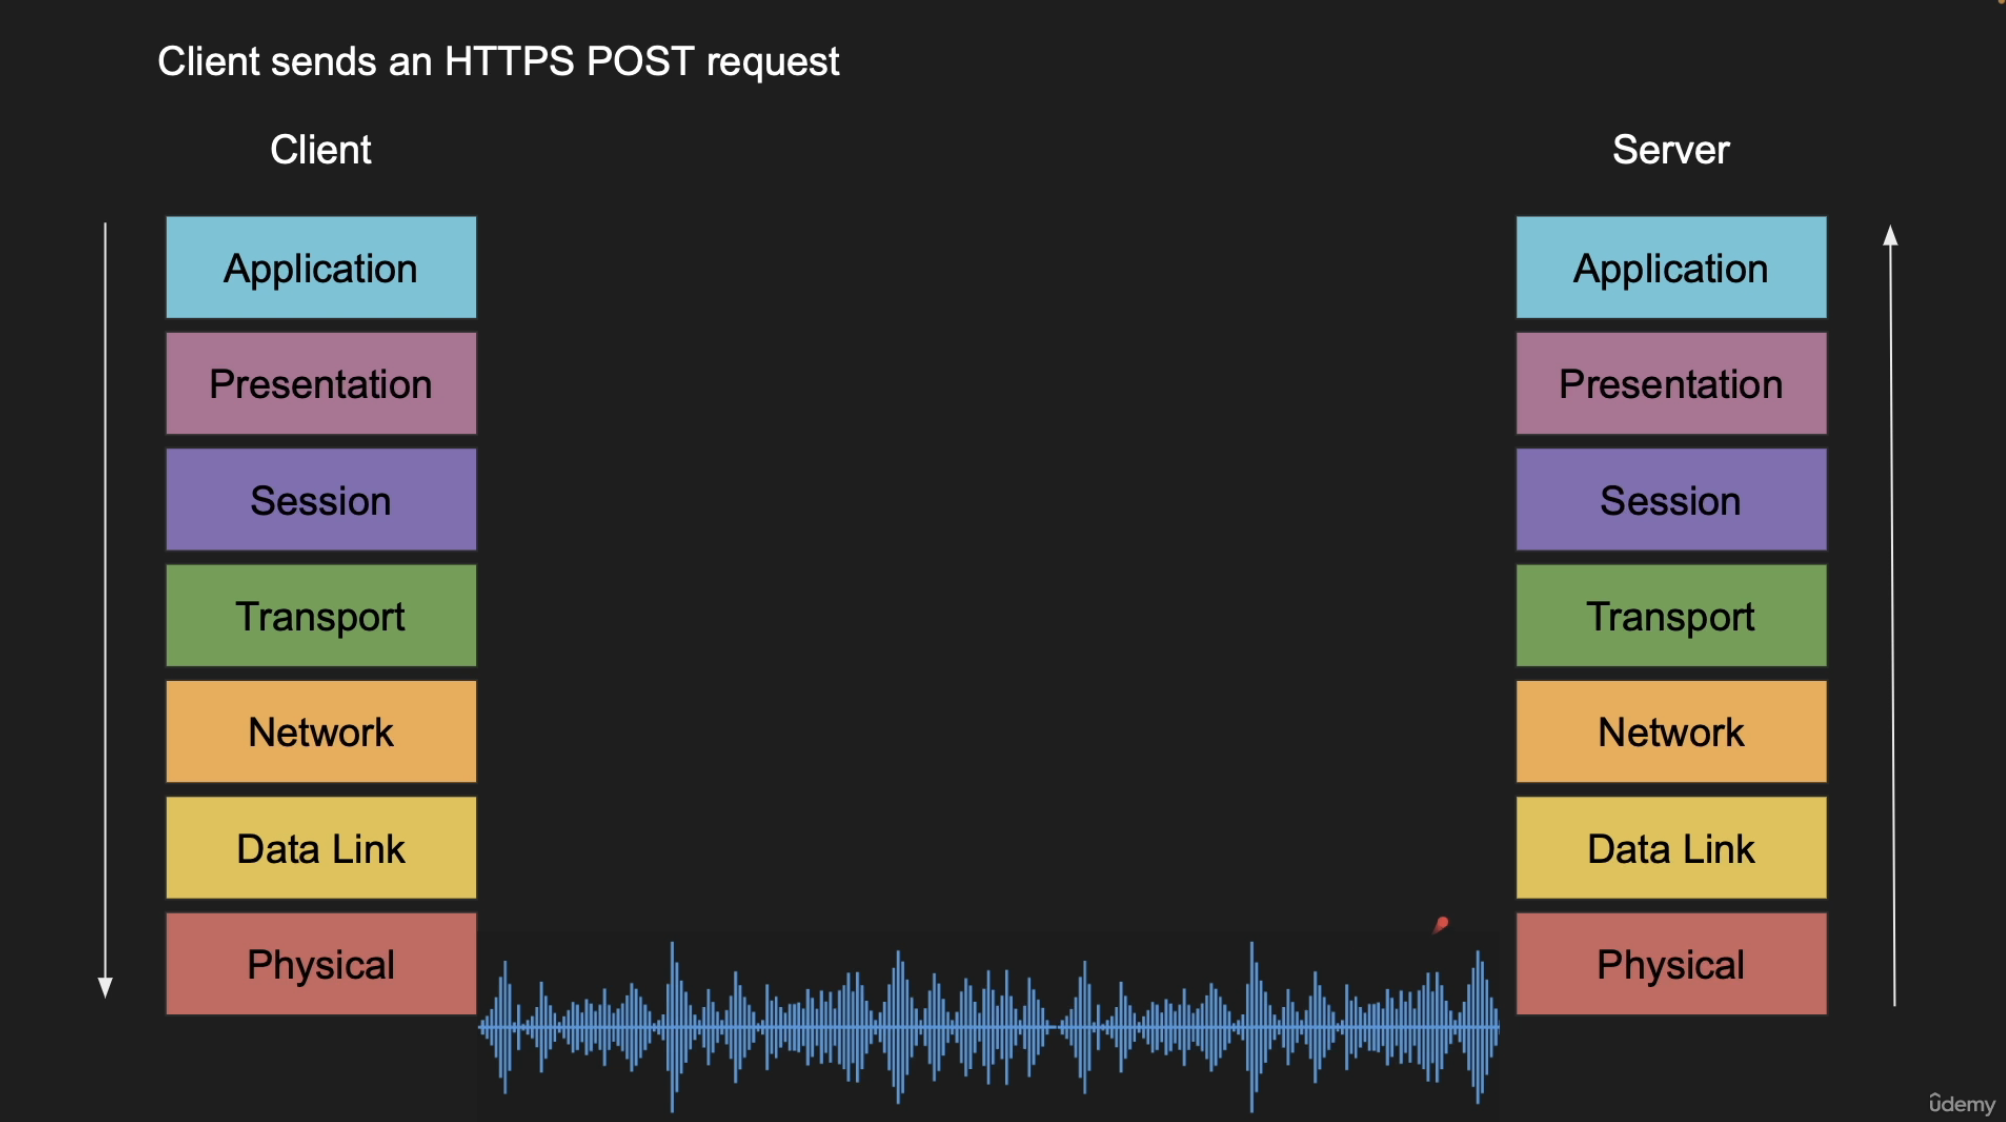 Client sends an HTTPS POST request
Client
Server
Application
Application
Presentation
Presentation
Session
Session
Transport
Transport
Network
Network
Data Link
Data Link
Physical
Physical
ûdemy